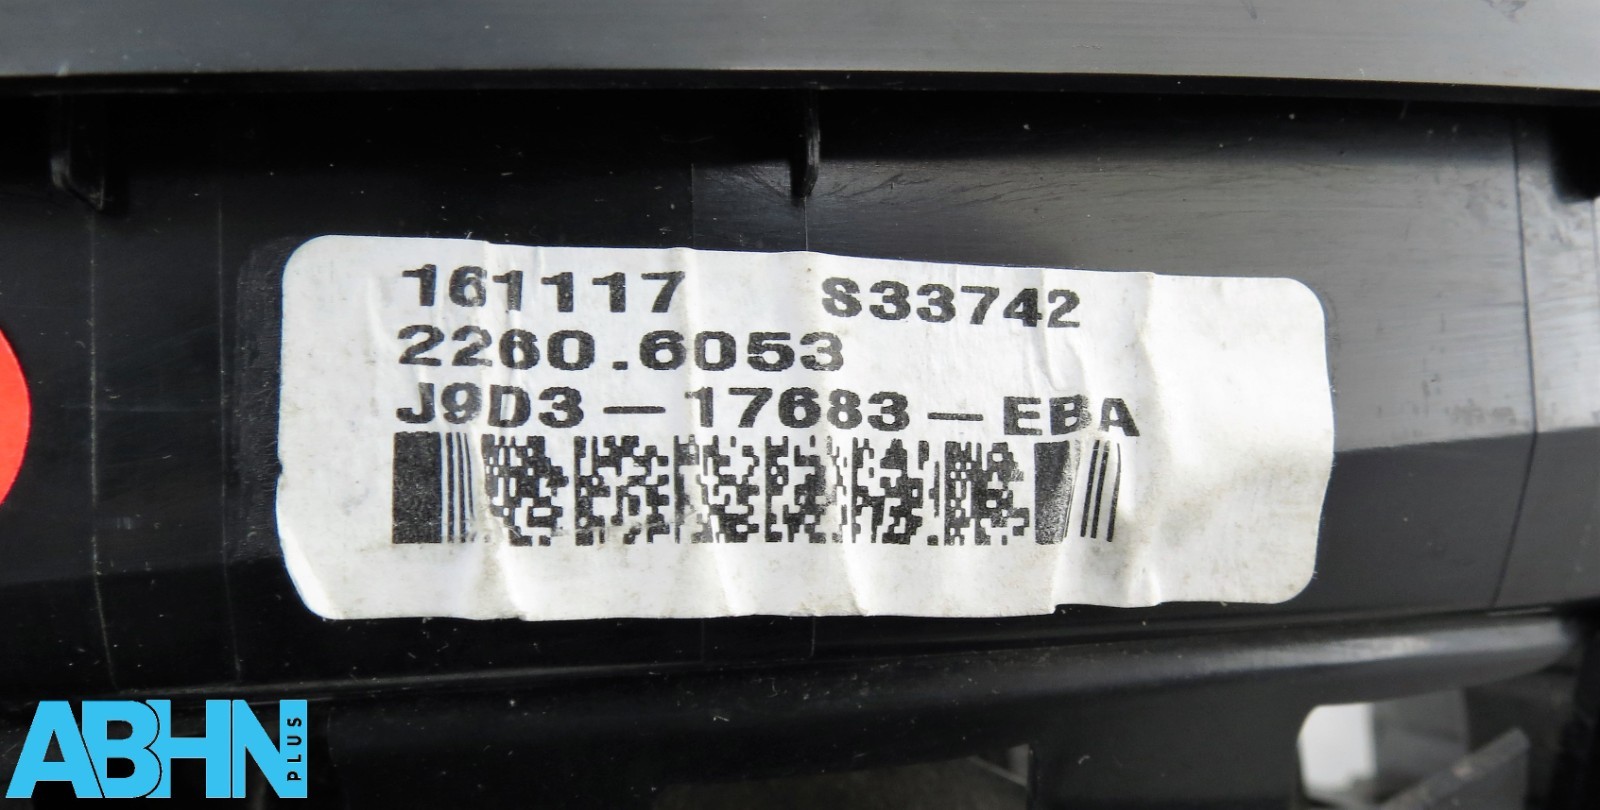 161117 S33742
2260.6053
J9D3-17683-EBA
ABHN PLUS